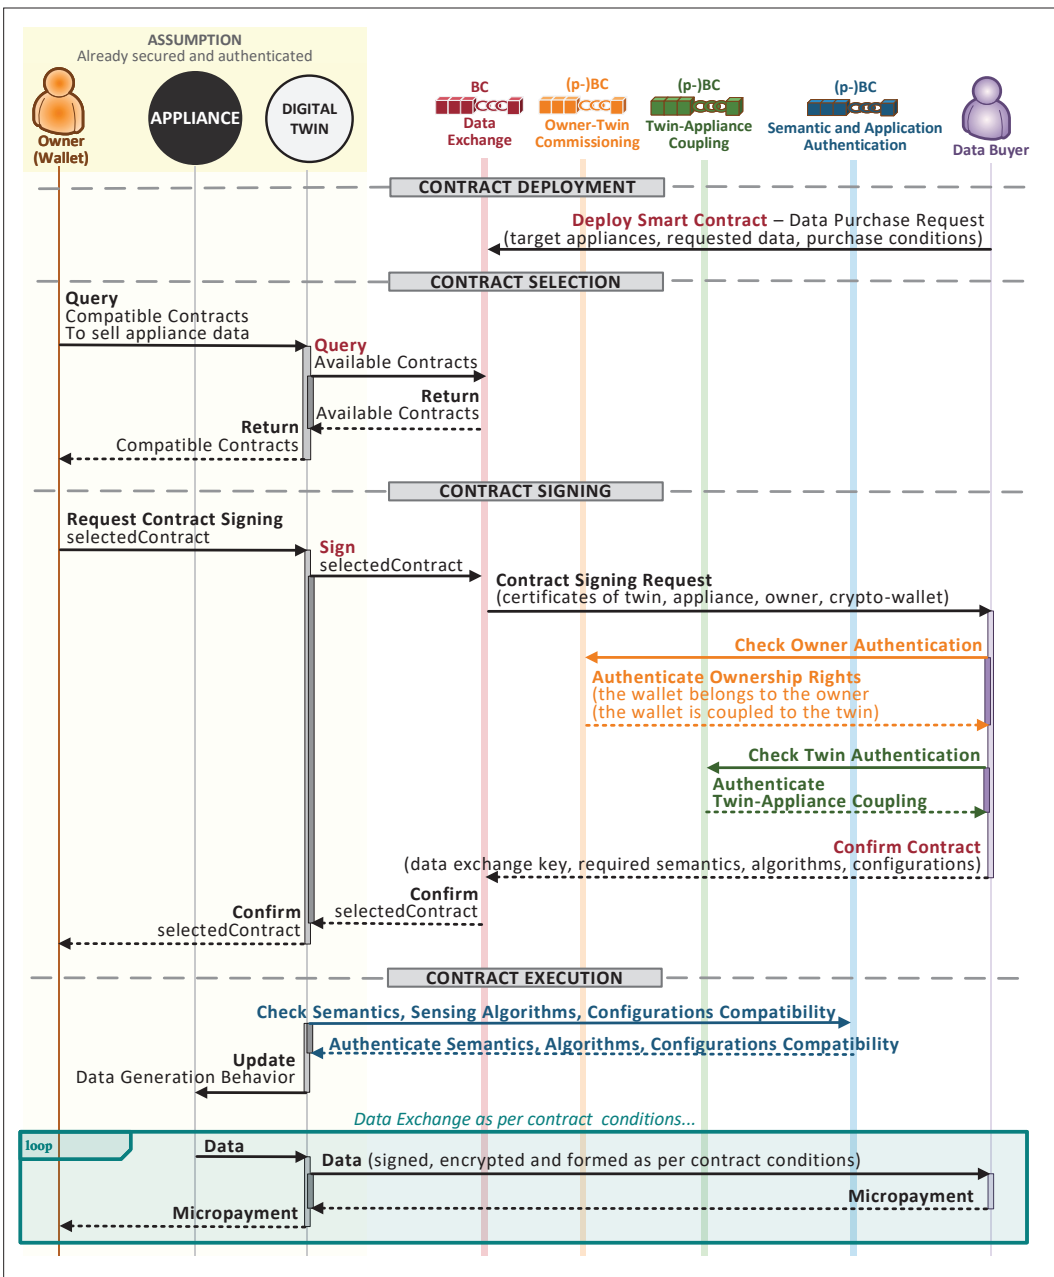 ASSUMPTION
Already secured and authenticated
Owner
(Wallet)
APPLIANCE
DIGITAL
TWIN
BC
Data
Exchange
(p-)BC
Owner-Twin
Commissioning
(p-)BC
Twin-Appliance
Coupling
(p-)BC
Semantic and Application
Authentication
Data Buyer
CONTRACT DEPLOYMENT
Deploy Smart Contract – Data Purchase Request
(target appliances, requested data, purchase conditions)
CONTRACT SELECTION
Query
Compatible Contracts
To sell appliance data
Query
Available Contracts
Return
Available Contracts
Return
Compatible Contracts
CONTRACT SIGNING
Request Contract Signing
selectedContract
Sign
selectedContract
Contract Signing Request
(certificates of twin, appliance, owner, crypto-wallet)
Check Owner Authentication
Authenticate Ownership Rights
(the wallet belongs to the owner
(the wallet is coupled to the twin)
Check Twin Authentication
Authenticate
Twin-Appliance Coupling
Confirm Contract
(data exchange key, required semantics, algorithms, configurations)
Confirm
selectedContract
Confirm
selectedContract
CONTRACT EXECUTION
Check Semantics, Sensing Algorithms, Configurations Compatibility
Authenticate Semantics, Algorithms, Configurations Compatibility
Update
Data Generation Behavior
Data Exchange as per contract conditions...
loop
Data
Data (signed, encrypted and formed as per contract conditions)
Micropayment
Micropayment